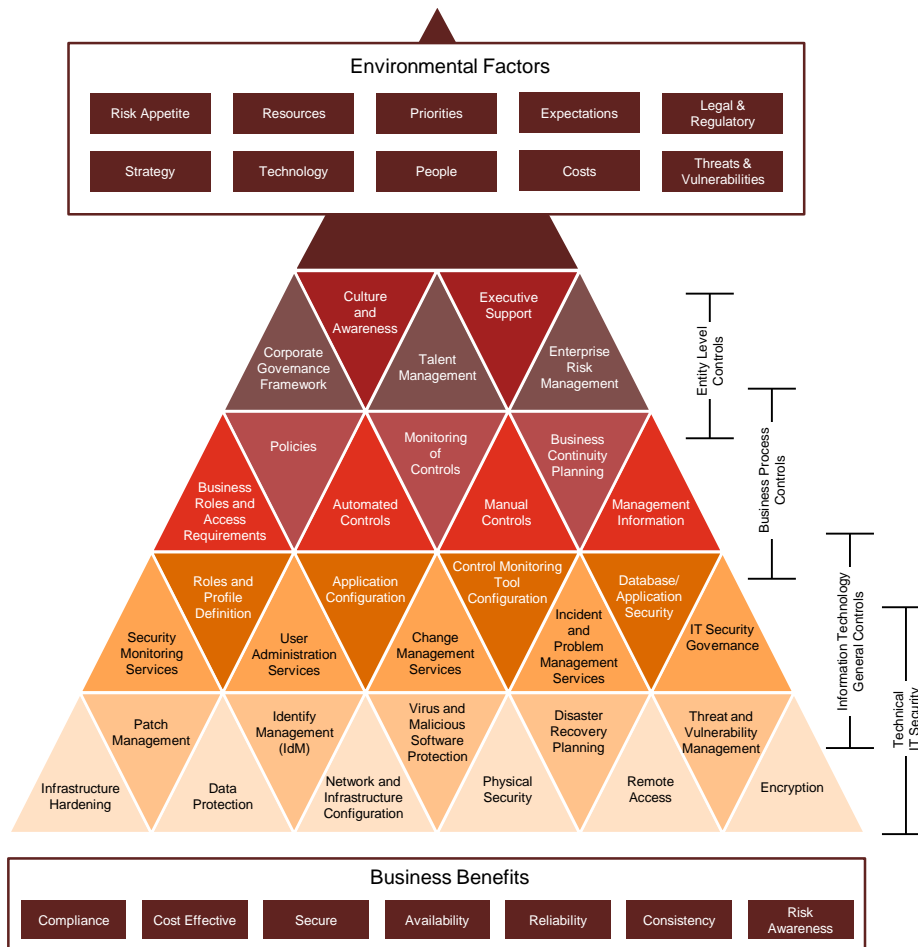 Environmental Factors
Risk Appetite
Resources
Priorities
Expectations
Legal &
Regulatory
Strategy
Technology
People
Costs
Threats &
Vulnerabilities
Culture
and
Awareness
Executive
Support
Corporate
Governance
Framework
Talent
Management
Enterprise
Risk
Management
Entity Level
Controls
Policies
Monitoring
of
Controls
Business
Continuity
Planning
Business
Roles and
Access
Requirements
Automated
Controls
Manual
Controls
Management
Information
Business Process
Controls
Roles and
Profile
Definition
Application
Configuration
Control Monitoring
Tool
Configuration
Database/
Application
Security
Security
Monitoring
Services
User
Administration
Services
Change
Management
Services
Incident
and
Problem
Management
Services
IT Security
Governance
Information Technology
General Controls
Patch
Management
Identify
Management
(IdM)
Virus and
Malicious
Software
Protection
Disaster
Recovery
Planning
Threat and
Vulnerability
Management
Technical
IT Security
Infrastructure
Hardening
Data
Protection
Network and
Infrastructure
Configuration
Physical
Security
Remote
Access
Encryption
Business Benefits
Compliance
Cost Effective
Secure
Availability
Reliability
Consistency
Risk
Awareness